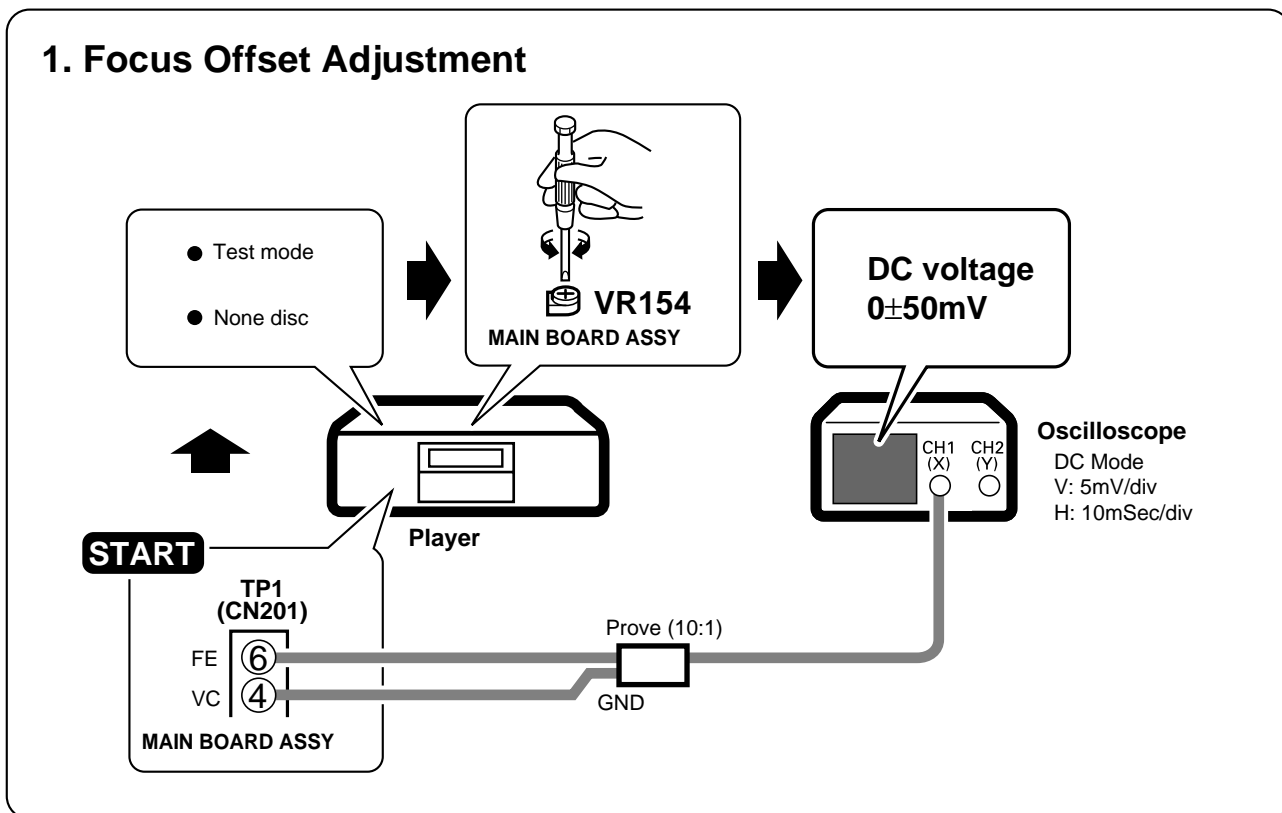 1. Focus Offset Adjustment
● Test mode
● None disc
VR154
MAIN BOARD ASSY
DC voltage
0±50mV
Player
CH1
(X)
CH2
(Y)
Oscilloscope
DC Mode
V: 5mV/div
H: 10mSec/div
START
TP1
(CN201)
FE 6
VC 4
MAIN BOARD ASSY
Prove (10:1)
GND